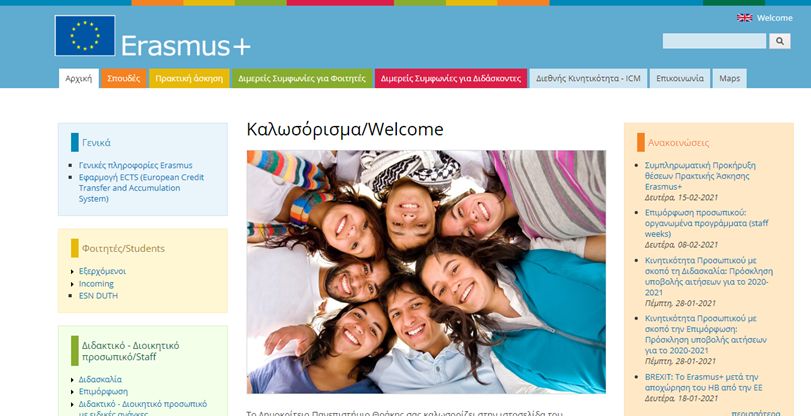 Welcome
Erasmus+
Αρχική
Σπουδές
Πρακτική άσκηση
Διμερείς Συμφωνίες για Φοιτητές
Διμερείς Συμφωνίες για Διδάσκοντες
Διεθνής Κινητικότητα - ICM
Επικοινωνία
Maps
Γενικά
Γενικές πληροφορίες Erasmus
Εφαρμογή ECTS (European Credit
Transfer and Accumulation
System)
Φοιτητές/Students
Εξερχόμενοι
Incoming
ESN DUTH
Διδακτικό - Διοικητικό
προσωπικό/Staff
Διδασκαλία
Επιμόρφωση
Διδακτικό - Διοικητικό προσωπικό
με ειδικές ανάγκες
Καλωσόρισμα/Welcome
Το Δημοκρίτειο Πανεπιστήμιο Θράκης σας καλωσορίζει στην ιστοσελίδα του
Ανακοινώσεις
Συμπληρωματική Προκήρυξη
θέσεων Πρακτικής Άσκησης
Erasmus+
Δευτέρα, 15-02-2021
Επιμόρφωση προσωπικού:
οργανωμένα προγράμματα (staff
weeks)
Δευτέρα, 08-02-2021
Κινητικότητα Προσωπικού με
σκοπό τη Διδασκαλία: Πρόσκληση
υποβολής αιτήσεων για το 2020-
2021
Πέμπτη, 28-01-2021
Κινητικότητα Προσωπικού με
σκοπό την Επιμόρφωση:
Πρόσκληση υποβολής αιτήσεων
για το 2020-2021
Πέμπτη, 28-01-2021
BREXIT: Το Erasmus+ μετά την
αποχώρηση του ΗΒ από την ΕΕ
Δευτέρα, 18-01-2021
περισσότερα